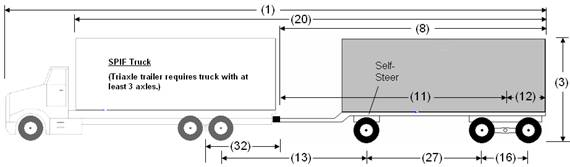 (1)
(20)
(8)
SPIF Truck
(Triaxle trailer requires truck with at
least 3 axles.)
Self-
Steer
(3)
(11)
(12)
(32)
(13)
(27)
(16)